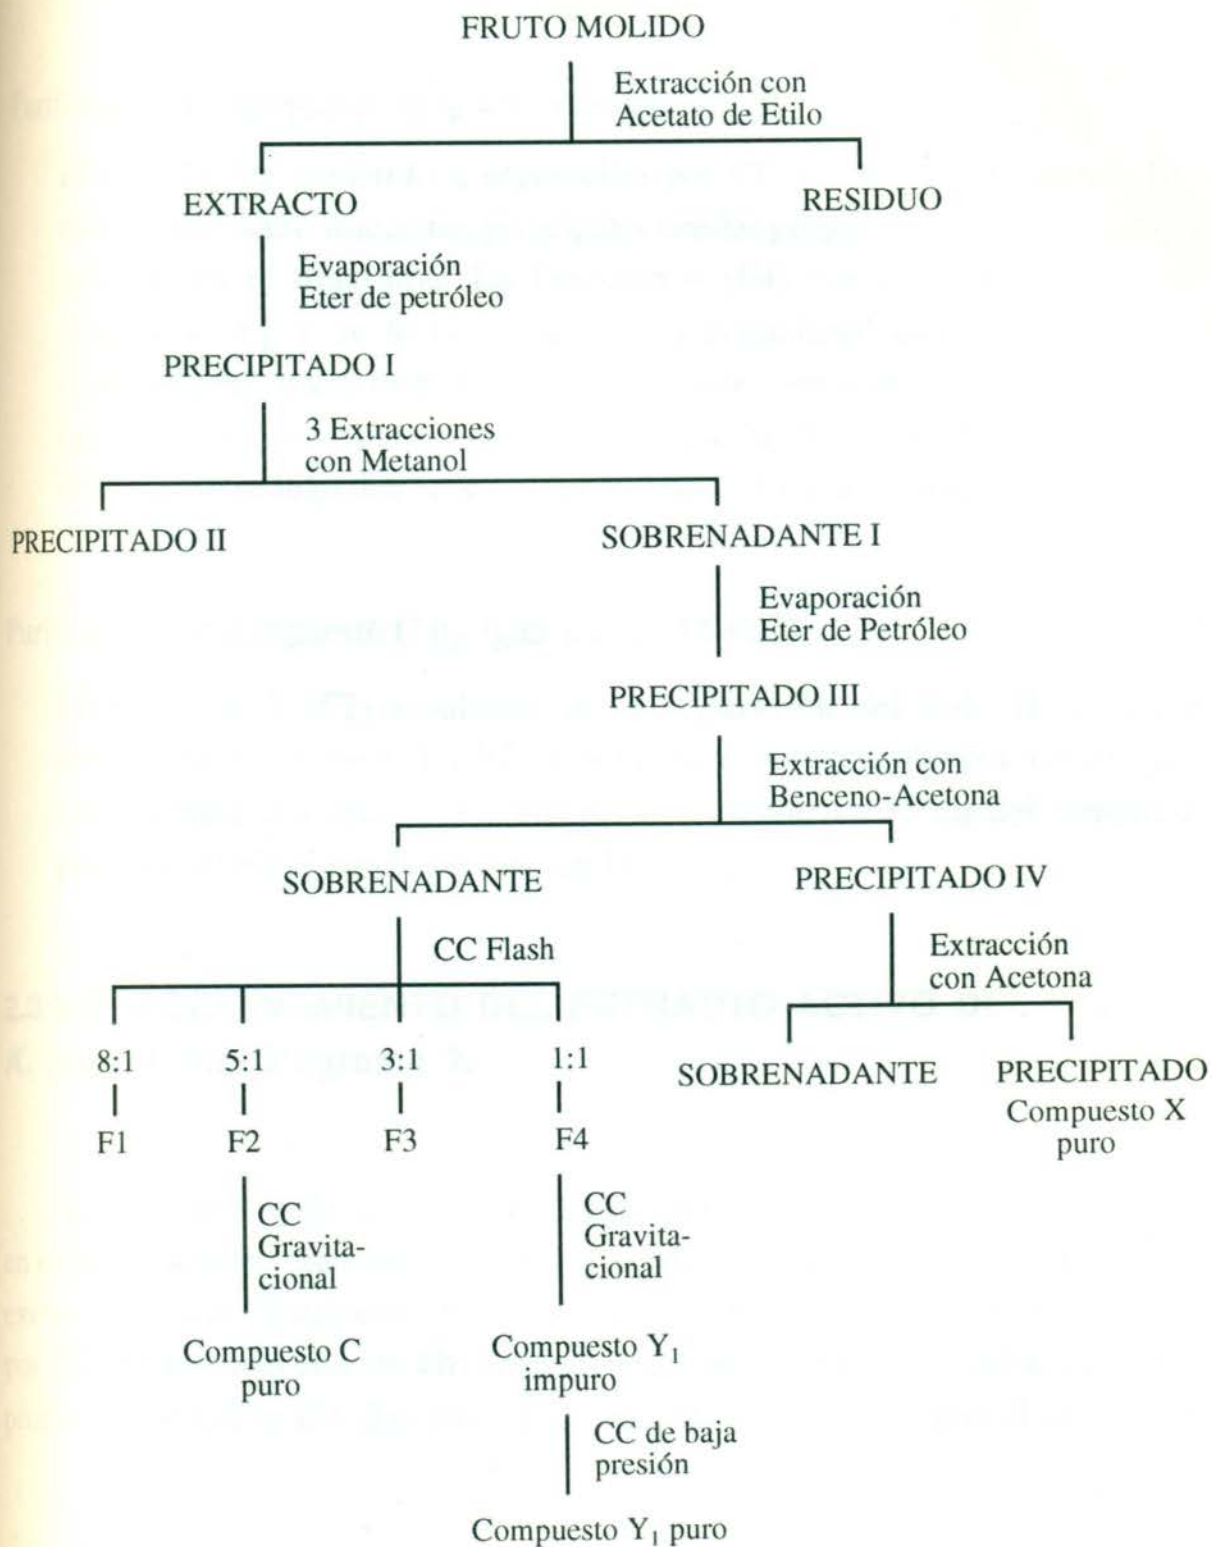 FRUTO MOLIDO
Extracción con
Acetato de Etilo
EXTRACTO
RESIDUO
Evaporación
Eter de petróleo
PRECIPITADO I
3 Extracciones
con Metanol
PRECIPITADO II
SOBRENADANTE I
Evaporación
Eter de Petróleo
PRECIPITADO III
Extracción con
Benceno-Acetona
SOBRENADANTE
PRECIPITADO IV
CC Flash
Extracción
con Acetona
8:1
5:1
3:1
1:1
SOBRENADANTE
PRECIPITADO
Compuesto X
puro
F1
F2
F3
F4
CC
Gravita-
cional
CC
Gravita-
cional
Compuesto C
puro
Compuesto Y₁
impuro
CC de baja
presión
Compuesto Y₁ puro